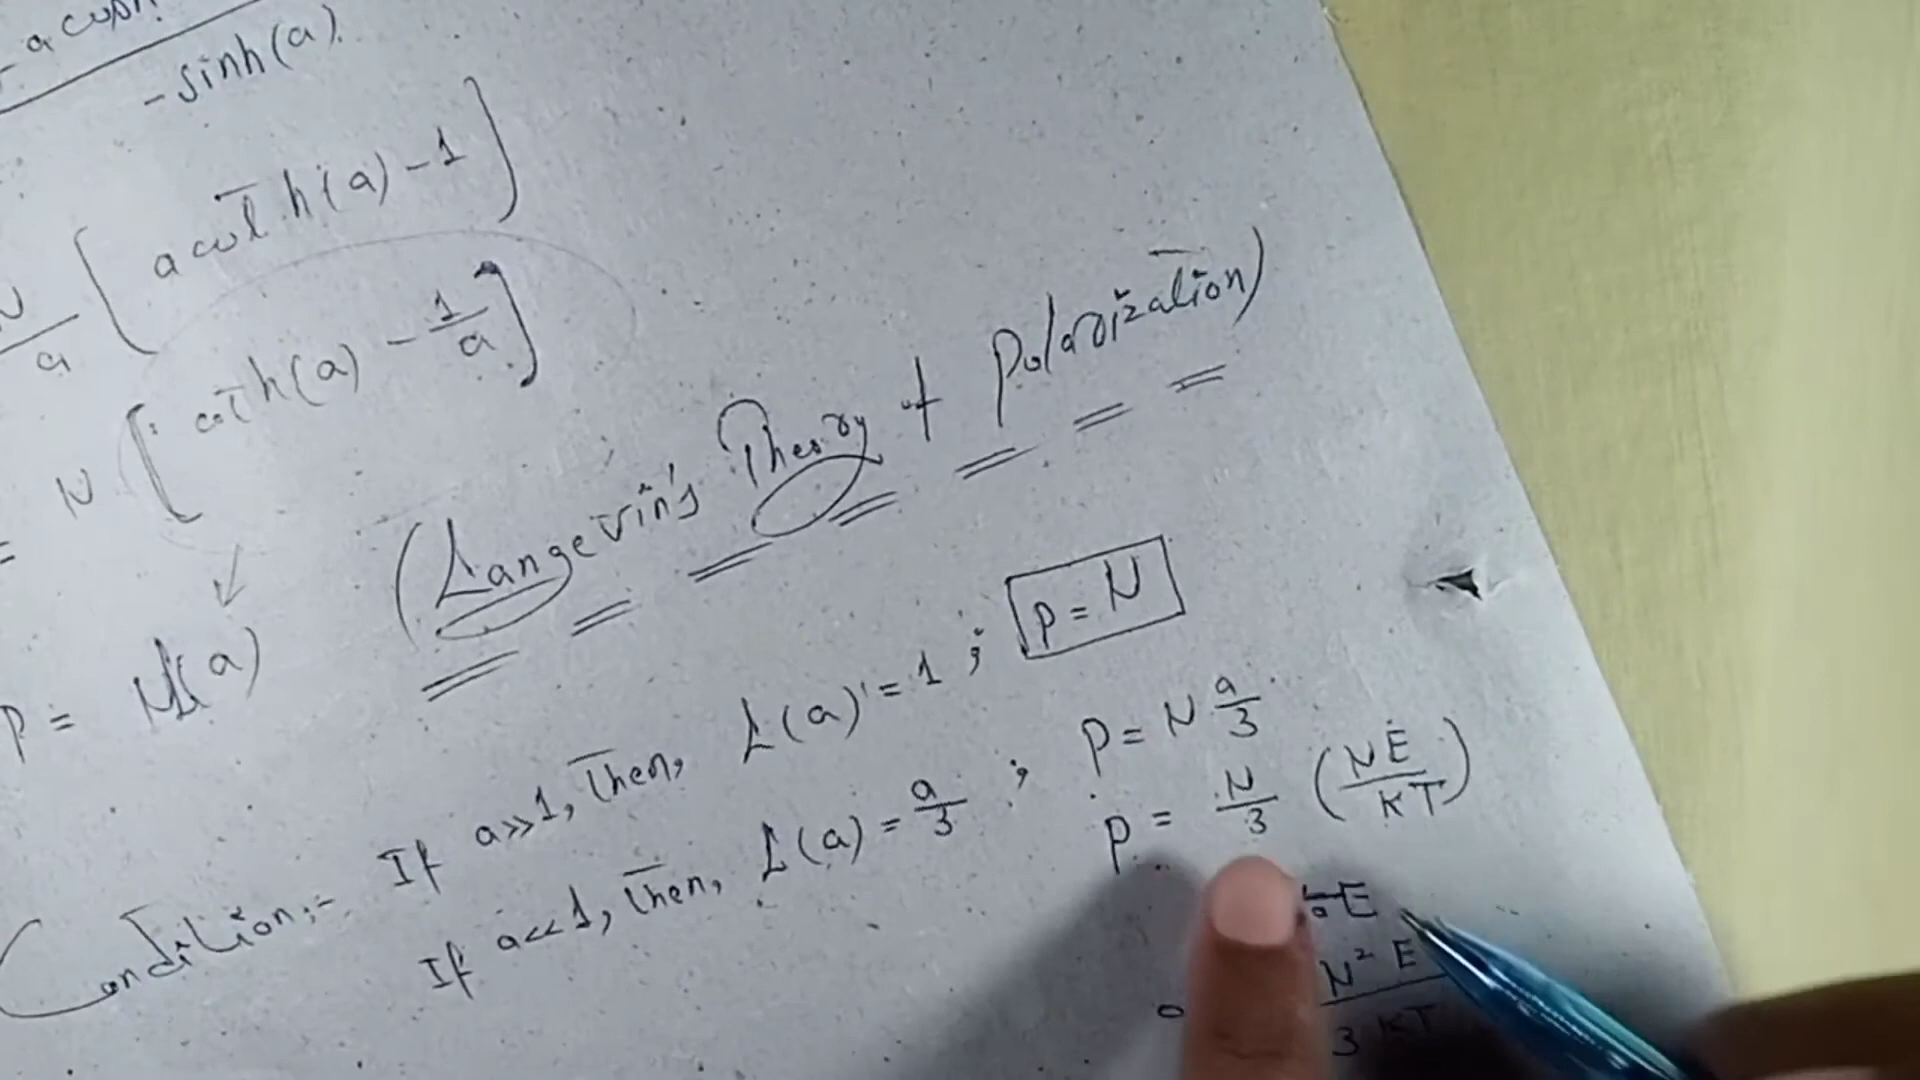 - sinh(a)
N/a [a coth(a) - 1]
= N [coth(a) - 1/a]
(Langevin's Theory of Polarization)
P = NL(a)
Condition:- If a>>1, Then, L(a) = 1 ; P = N
If a<<1, Then, L(a) = a/3 ; P = N a/3
P = N/3 (NE/KT)
E
N² E
3 KT